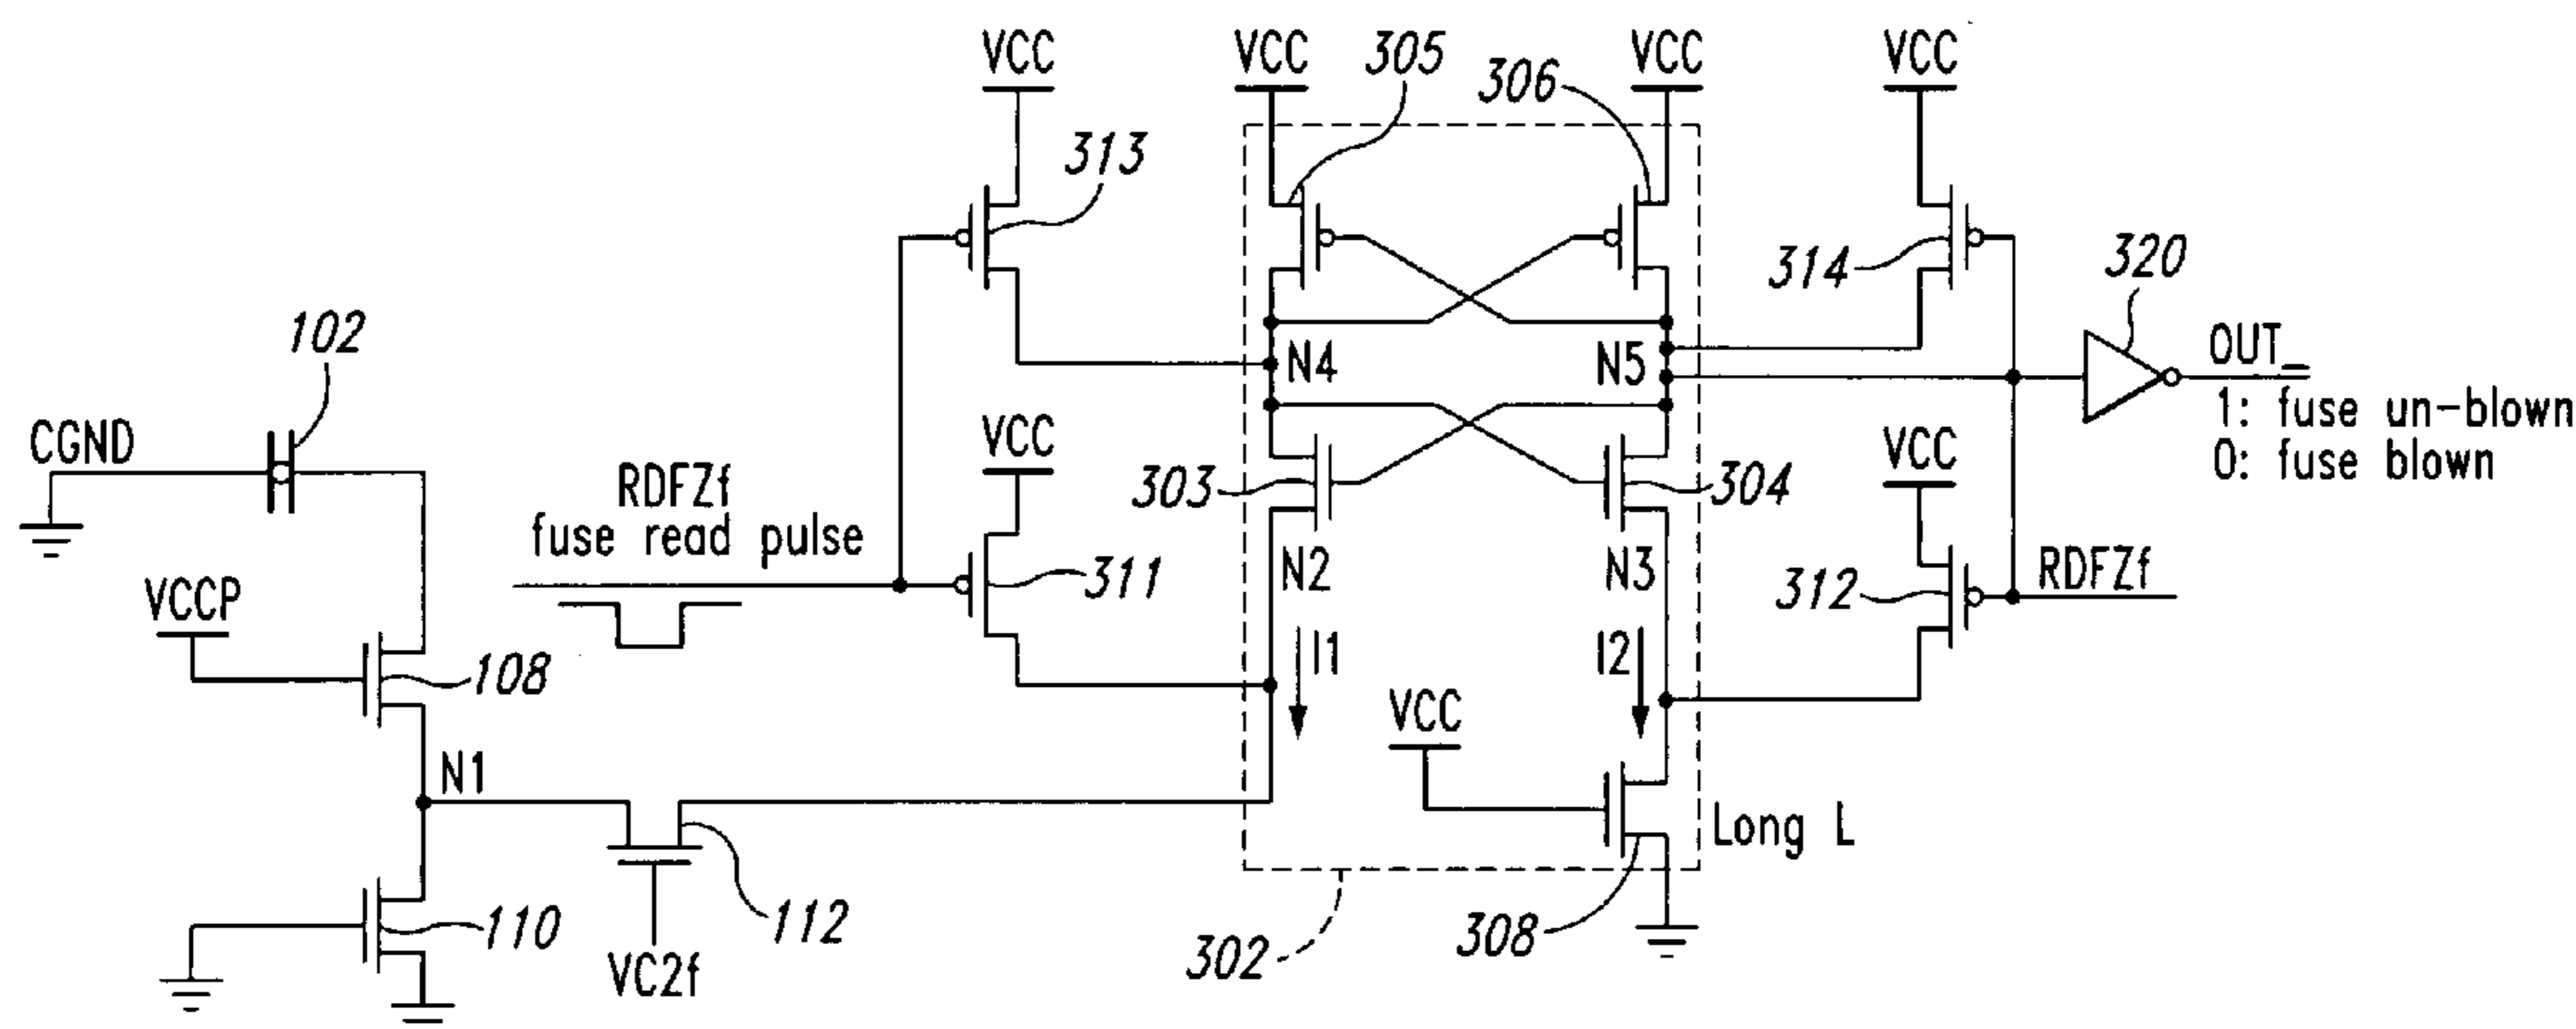 VCC
VCC
305
306
VCC
VCC
313
314
320
102
N4
N5
OUT_
1: fuse un-blown
0: fuse blown
CGND
RDFZf
fuse read pulse
VCC
303
304
VCC
VCCP
311
N2
N3
312
RDFZf
108
I1
I2
N1
VCC
Long L
110
112
VC2f
302
308